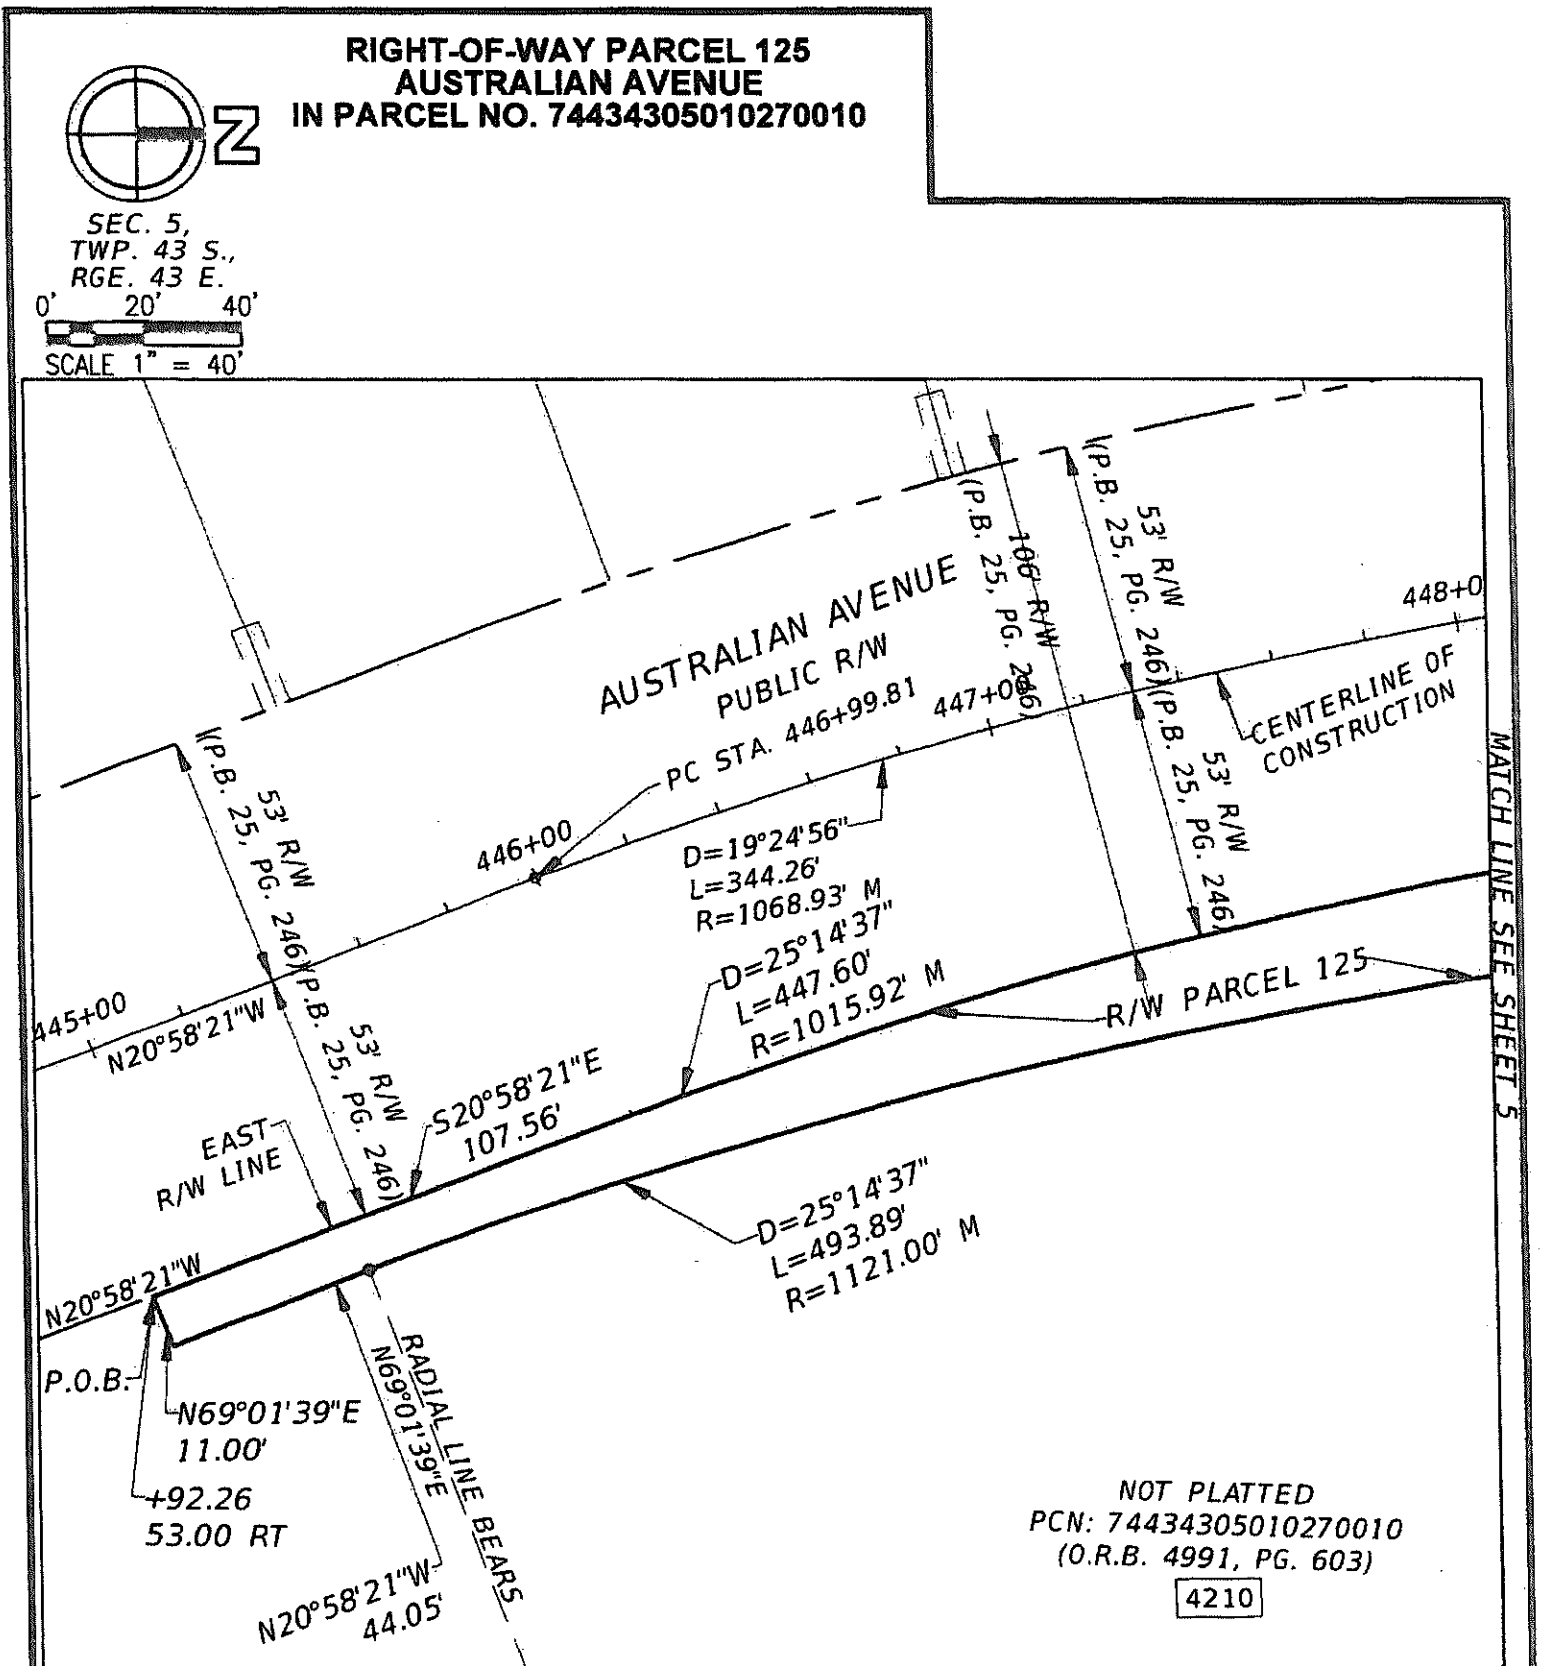 RIGHT-OF-WAY PARCEL 125
AUSTRALIAN AVENUE
IN PARCEL NO. 74434305010270010
N
SEC. 5,
TWP. 43 S.,
RGE. 43 E.
0' 20' 40'
SCALE 1" = 40'
53' R/W
(P.B. 25, PG. 246)
106' R/W
(P.B. 25, PG. 246)
448+0
AUSTRALIAN AVENUE
PUBLIC R/W
447+00
PC STA. 446+99.81
CENTERLINE OF
CONSTRUCTION
53' R/W
(P.B. 25, PG. 246)
53' R/W
(P.B. 25, PG. 246)
446+00
D=19°24'56"
L=344.26'
R=1068.93' M
D=25°14'37"
L=447.60'
R=1015.92' M
R/W PARCEL 125
MATCH LINE SEE SHEET 5
445+00
N20°58'21"W
53' R/W
(P.B. 25, PG. 246)
S20°58'21"E
107.56'
EAST
R/W LINE
D=25°14'37"
L=493.89'
R=1121.00' M
N20°58'21"W
P.O.B.
N69°01'39"E
11.00'
+92.26
53.00 RT
RADIAL LINE BEARS
N69°01'39"E
N20°58'21"W
44.05'
NOT PLATTED
PCN: 74434305010270010
(O.R.B. 4991, PG. 603)
4210